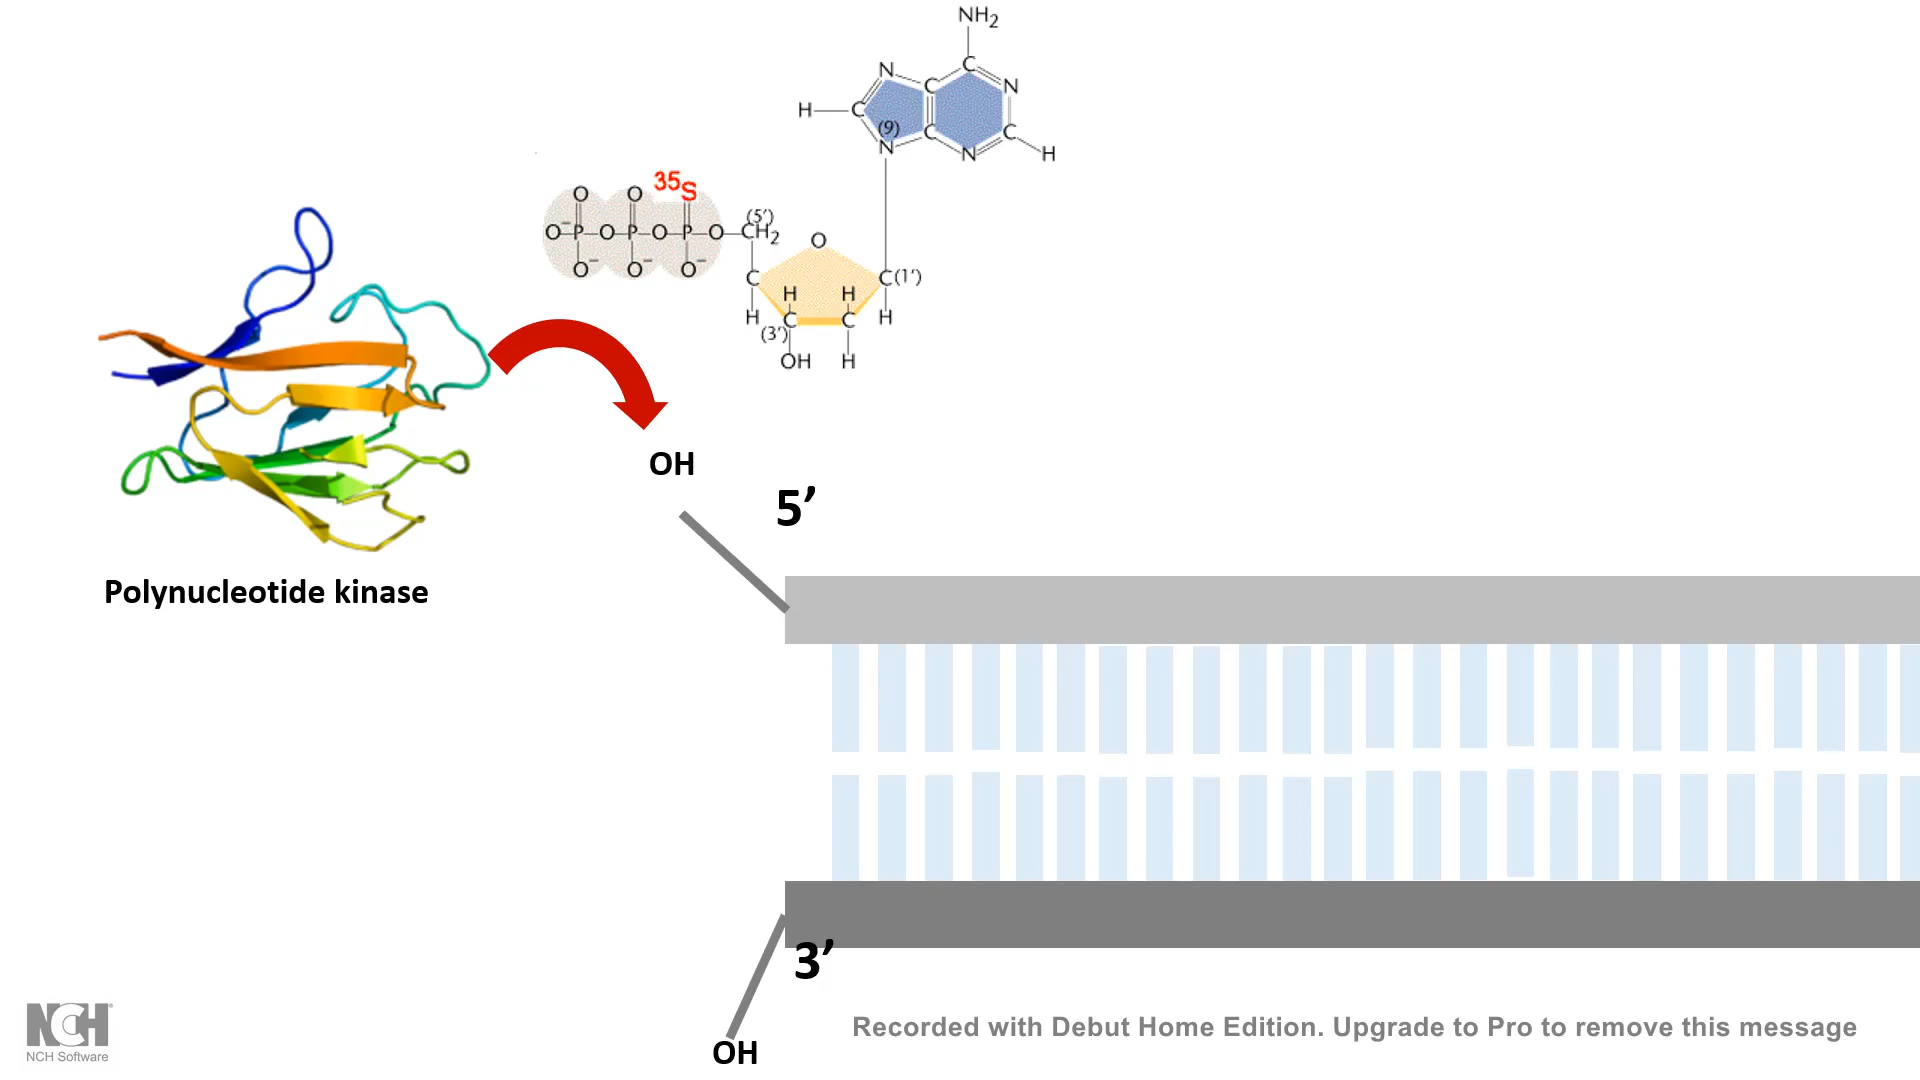 NH2
N
C
N
H
C
C
(9)
N
C
N
C
H
35S
O
O
(5′)
O− P O P O P O CH2
O− O− O−
O
C
C(1′)
H
H
H
C
C
H
(3′)
OH
H
H
OH
5′
Polynucleotide kinase
3′
OH
NCH
NCH Software
Recorded with Debut Home Edition. Upgrade to Pro to remove this message